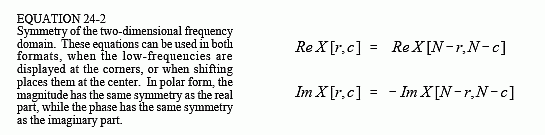 EQUATION 24-2
Symmetry of the two-dimensional frequency
domain. These equations can be used in both
formats, when the low-frequencies are
displayed at the corners, or when shifting
places them at the center. In polar form, the
magnitude has the same symmetry as the real
part, while the phase has the same symmetry
as the imaginary part.
Re X[r,c] = Re X[N-r,N-c]
Im X[r,c] = -Im X[N-r,N-c]